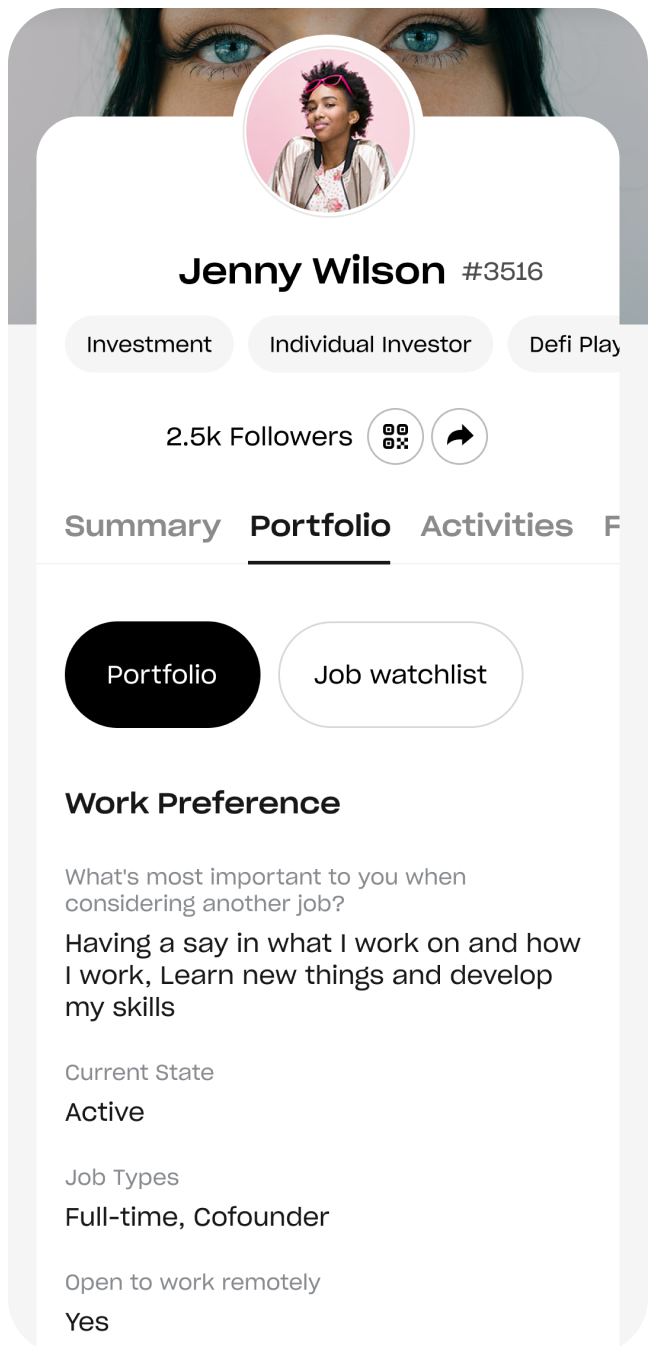 Jenny Wilson #3516
Investment Individual Investor Defi Play
2.5k Followers
Summary Portfolio Activities F
Portfolio Job watchlist
Work Preference
What's most important to you when
considering another job?
Having a say in what I work on and how
I work, Learn new things and develop
my skills
Current State
Active
Job Types
Full-time, Cofounder
Open to work remotely
Yes